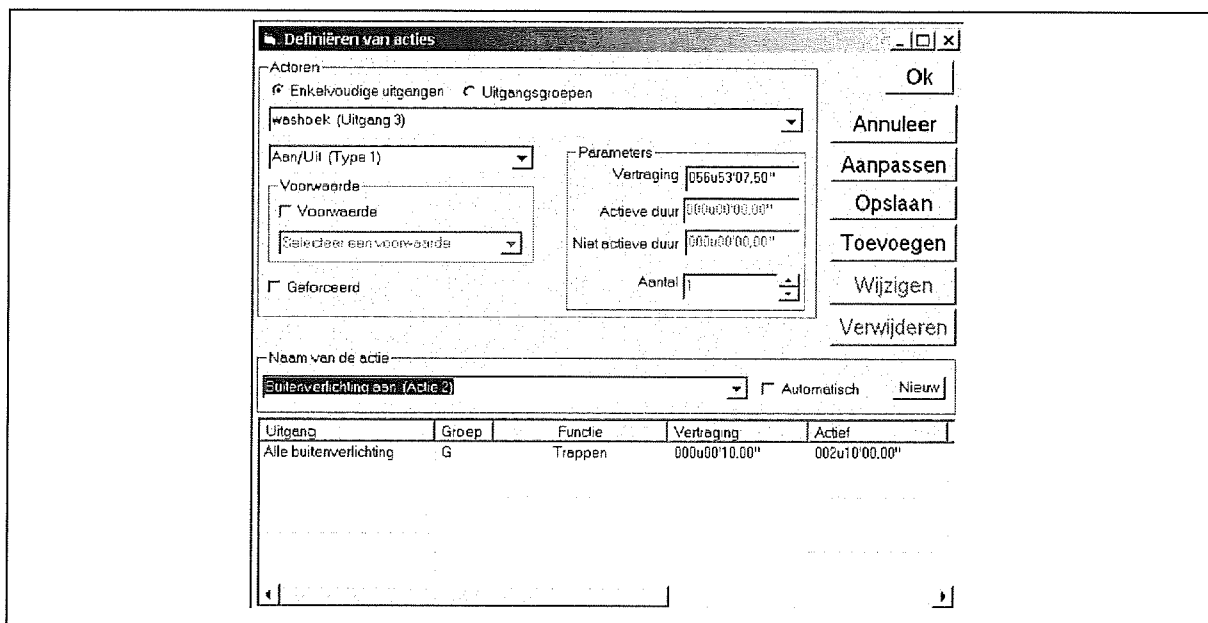 Definiëren van acties
Actoren
Enkelvoudige uitgangen Uitgangsgroepen
washoek (Uitgang 3)
Aan/Uit (Type 1)
Voorwaarde
Voorwaarde
Selecteer een voorwaarde
Geforceerd
Parameters
Vertraging 056u53'07,50"
Actieve duur 000u00'00.00"
Niet actieve duur 000u00'00,00"
Aantal 1
Ok
Annuleer
Aanpassen
Opslaan
Toevoegen
Wijzigen
Verwijderen
Naam van de actie
Buitenverlichting aan (Actie 2) Automatisch Nieuw
Uitgang Groep Functie Vertraging Actief
Alle buitenverlichting G Trappen 000u00'10.00" 002u10'00.00"